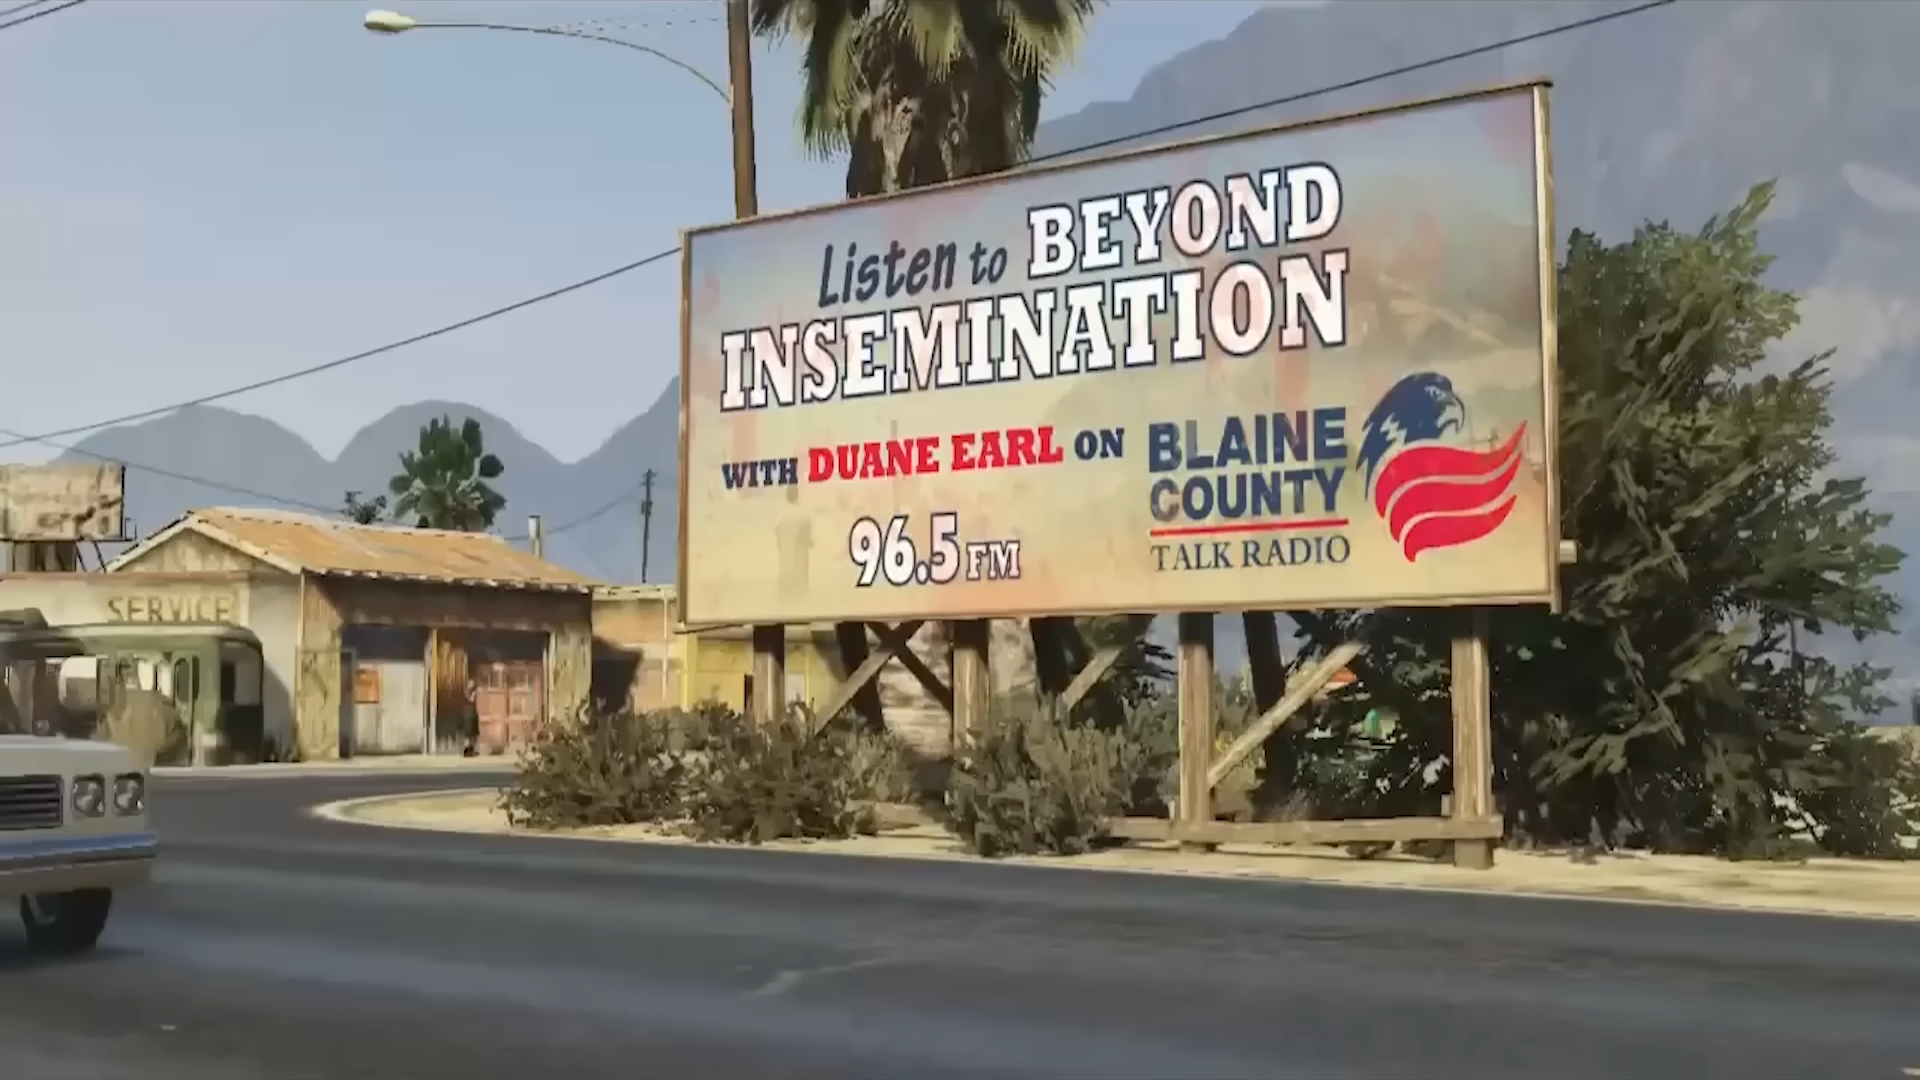 Listen to BEYOND
INSEMINATION
WITH DUANE EARL ON
BLAINE
COUNTY
TALK RADIO
96.5 FM
SERVICE